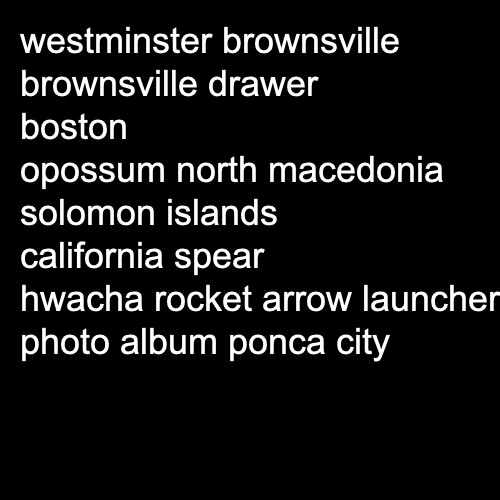 westminster brownsville
brownsville drawer
boston
opossum north macedonia
solomon islands
california spear
hwacha rocket arrow launcher
photo album ponca city